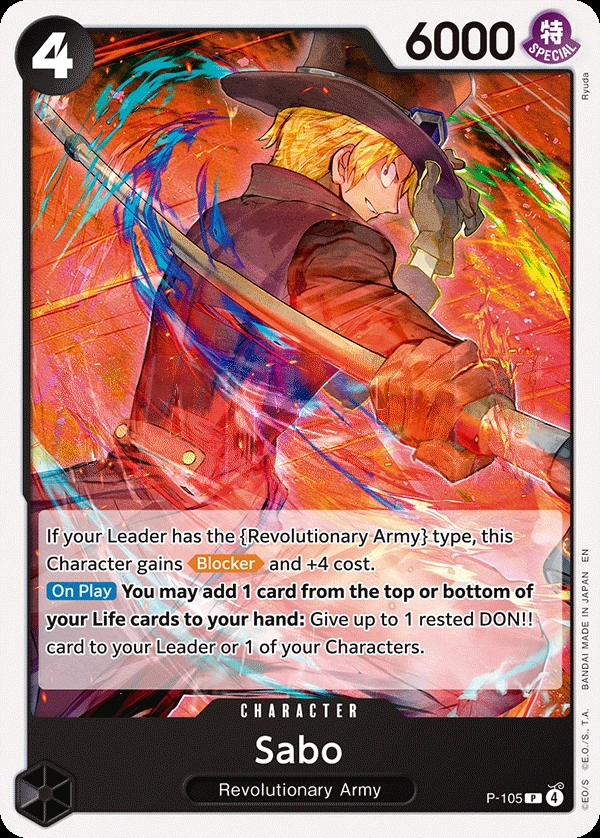 4
6000
特
SPECIAL
Ryuda
If your Leader has the {Revolutionary Army} type, this
Character gains Blocker and +4 cost.
On Play You may add 1 card from the top or bottom of
your Life cards to your hand: Give up to 1 rested DON!!
card to your Leader or 1 of your Characters.
CHARACTER
Sabo
Revolutionary Army
P-105 P 4
©EO/S ©E.O./S., T.A. BANDAI MADE IN JAPAN EN